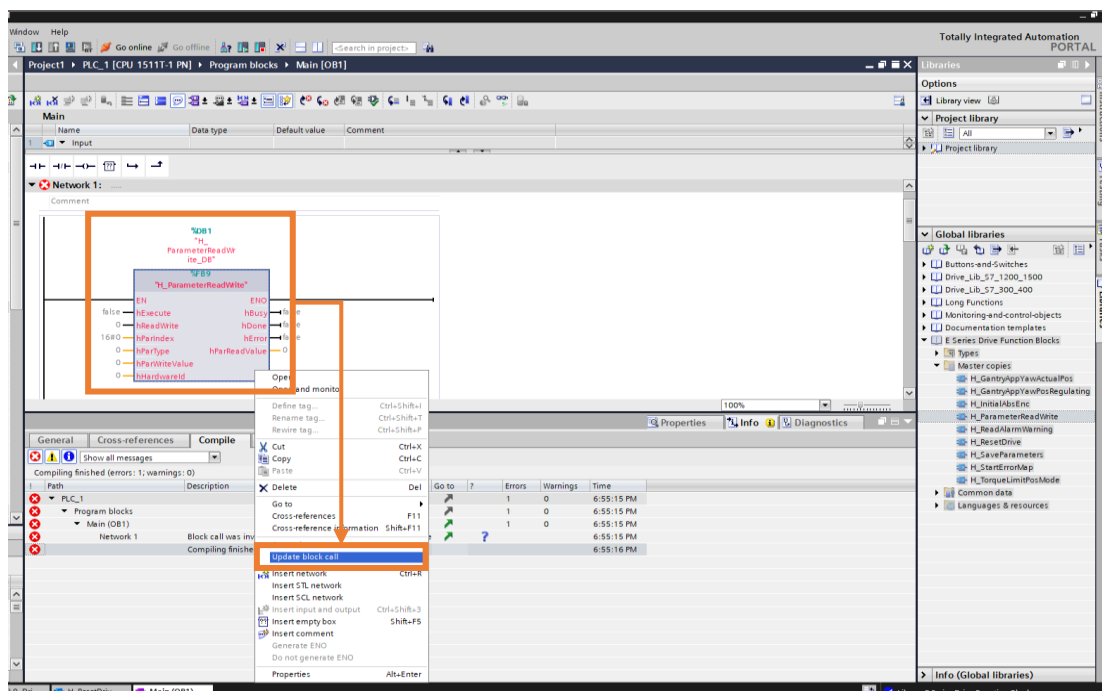 Window Help
Totally Integrated Automation
PORTAL
Go online Go offline <Search in project>
Project1 PLC_1 [CPU 1511T-1 PN] Program blocks Main [OB1]
Libraries
Options
Library view
Main
Name Data type Default value Comment
1 Input
Project library
All
Project library
Network 1: .....
Comment
%DB1
"H_
ParameterReadWr
ite_DB"
%FB9
"H_ParameterReadWrite"
EN ENO
false hExecute hBusy false
0 hReadWrite hDone false
16#0 hParIndex hError false
0 hParType hParReadValue 0
0 hParWriteValue
0 hHardwareId
Global libraries
Buttons-and-Switches
Drive_Lib_S7_1200_1500
Drive_Lib_S7_300_400
Long Functions
Monitoring-and-control-objects
Documentation templates
E Series Drive Function Blocks
Types
Master copies
H_GantryAppYawActualPos
H_GantryAppYawPosRegulating
H_InitialAbsEnc
H_ParameterReadWrite
H_ReadAlarmWarning
H_ResetDrive
H_SaveParameters
H_StartErrorMap
H_TorqueLimitPosMode
Common data
Languages & resources
Info (Global libraries)
100%
Properties Info Diagnostics
General Cross-references Compile
Show all messages
Compiling finished (errors: 1; warnings: 0)
! Path Description Go to ? Errors Warnings Time
PLC_1 1 0 6:55:15 PM
Program blocks 1 0 6:55:15 PM
Main (OB1) 1 0 6:55:15 PM
Network 1 Block call was ? 6:55:15 PM
Compiling 6:55:16 PM
Open
Open and monitor
Define tag... Ctrl+Shift+I
Rename tag... Ctrl+Shift+T
Rewire tag... Ctrl+Shift+P
Cut Ctrl+X
Copy Ctrl+C
Paste Ctrl+V
Delete Del
Go to
Cross-references F11
Cross-reference information Shift+F11
Update block call
Insert network Ctrl+R
Insert STL network
Insert SCL network
Insert input and output Ctrl+Shift+3
Insert empty box Shift+F5
Insert comment
Generate ENO
Do not generate ENO
Properties Alt+Enter
Main (OB1)